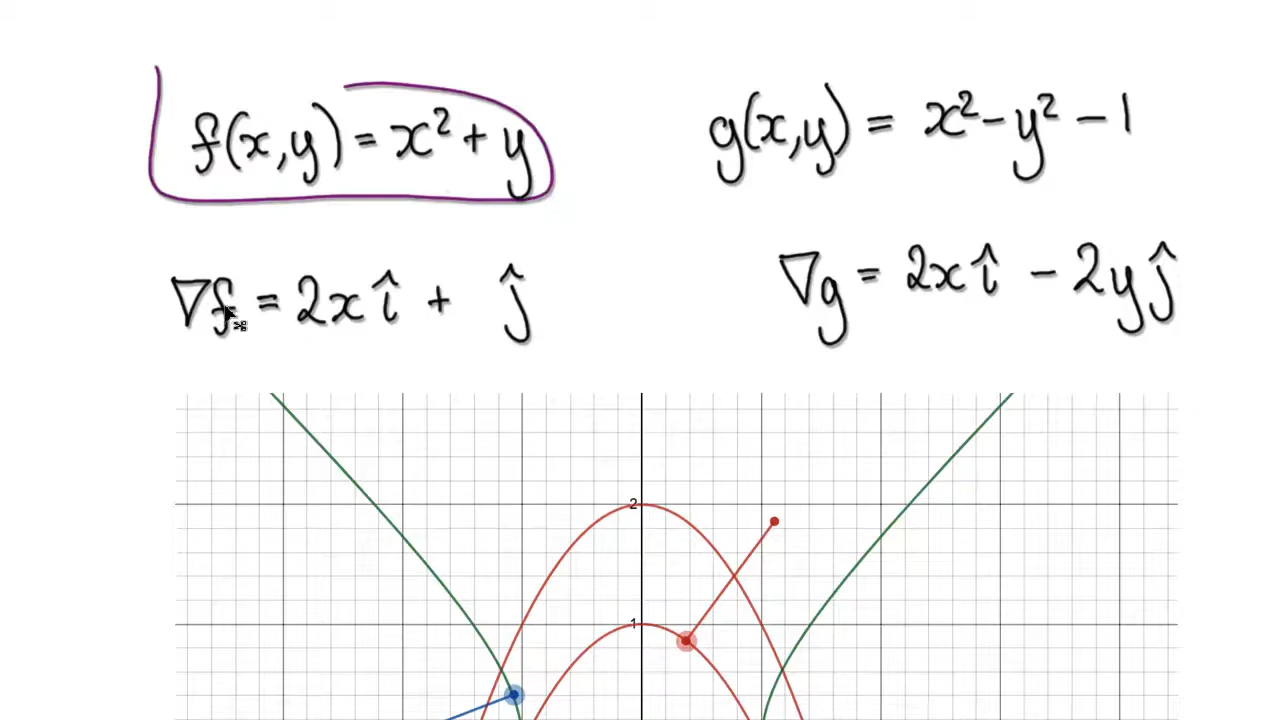 f(x,y) = x² + y
g(x,y) = x² - y² - 1
∇f = 2x î + ĵ
∇g = 2x î - 2y ĵ
2
1